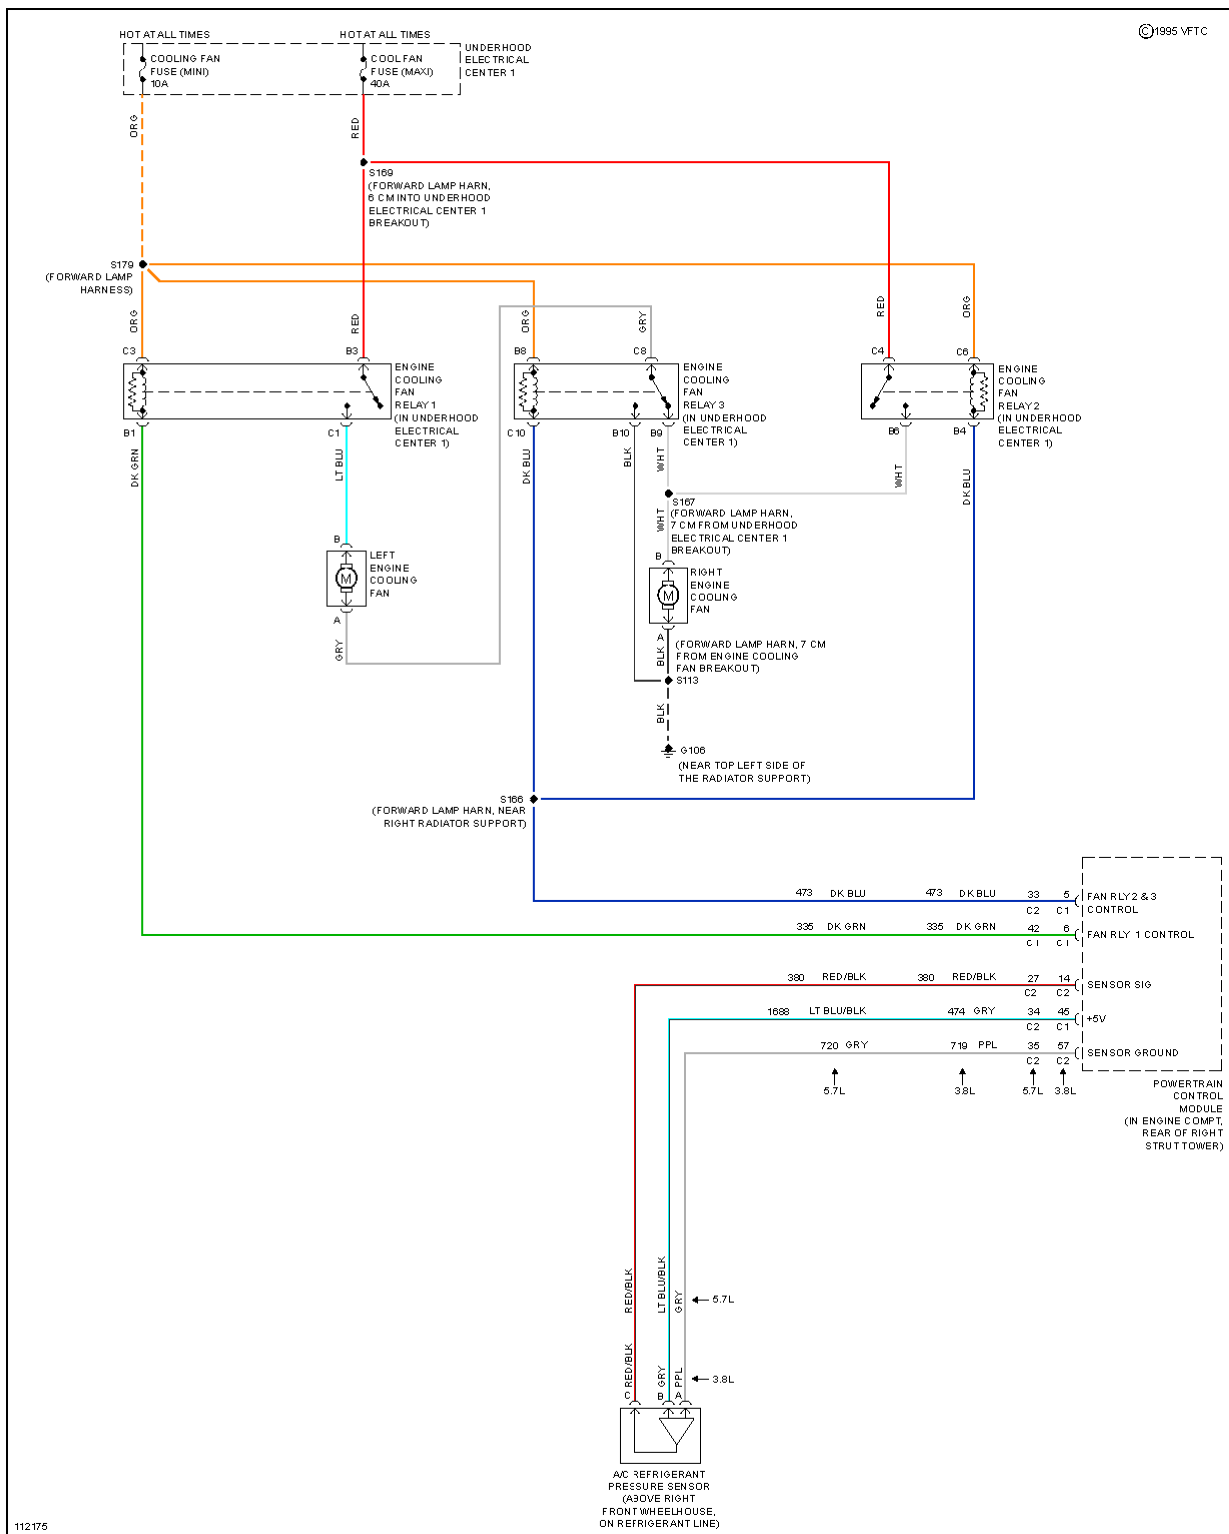 HOT AT ALL TIMES
HOT AT ALL TIMES
© 1995 VFTC
COOLING FAN
FUSE (MINI)
10A
COOL FAN
FUSE (MAXI)
40A
UNDERHOOD
ELECTRICAL
CENTER 1
ORG
RED
S169
(FORWARD LAMP HARN,
6 CM INTO UNDERHOOD
ELECTRICAL CENTER 1
BREAKOUT)
S179
(FORWARD LAMP
HARNESS)
ORG
RED
ORG
GRY
RED
ORG
C3
B3
B8
C8
C4
C6
ENGINE
COOLING
FAN
RELAY 1
(IN UNDERHOOD
ELECTRICAL
CENTER 1)
ENGINE
COOLING
FAN
RELAY 3
(IN UNDERHOOD
ELECTRICAL
CENTER 1)
ENGINE
COOLING
FAN
RELAY 2
(IN UNDERHOOD
ELECTRICAL
CENTER 1)
B1
C1
C10
B10
B9
B6
B4
DK GRN
LT BLU
DK BLU
BLK
WHT
WHT
DK BLU
S167
(FORWARD LAMP HARN,
7 CM FROM UNDERHOOD
ELECTRICAL CENTER 1
BREAKOUT)
WHT
B
LEFT
ENGINE
COOLING
FAN
M
A
GRY
B
RIGHT
ENGINE
COOLING
FAN
M
A
BLK
(FORWARD LAMP HARN, 7 CM
FROM ENGINE COOLING
FAN BREAKOUT)
S113
BLK
G106
(NEAR TOP LEFT SIDE OF
THE RADIATOR SUPPORT)
S166
(FORWARD LAMP HARN, NEAR
RIGHT RADIATOR SUPPORT)
473 DK BLU 473 DK BLU 33 5
C2 C1
FAN RLY 2 & 3
CONTROL
335 DK GRN 335 DK GRN 42 6
C1 C1
FAN RLY 1 CONTROL
380 RED/BLK 380 RED/BLK 27 14
C2 C2
SENSOR SIG
1688 LT BLU/BLK 474 GRY 34 45
C2 C1
+5V
720 GRY 719 PPL 35 57
C2 C2
SENSOR GROUND
5.7L 3.8L 5.7L 3.8L
POWERTRAIN
CONTROL
MODULE
(IN ENGINE COMPT,
REAR OF RIGHT
STRUT TOWER)
RED/BLK
LT BLU/BLK
GRY
5.7L
RED/BLK
GRY
PPL
3.8L
C
B
A
A/C REFRIGERANT
PRESSURE SENSOR
(ABOVE RIGHT
FRONT WHEELHOUSE,
ON REFRIGERANT LINE)
112175